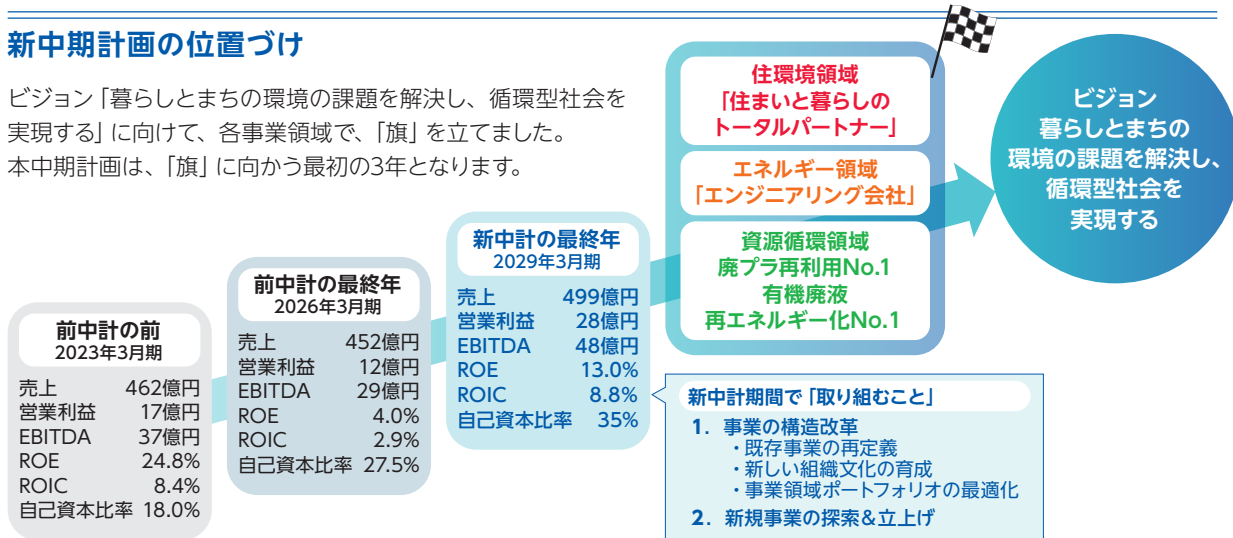 新中期計画の位置づけ
ビジョン「暮らしとまちの環境の課題を解決し、循環型社会を
実現する」に向けて、各事業領域で、「旗」を立てました。
本中期計画は、「旗」に向かう最初の3年となります。
前中計の前
2023年3月期
売上 462億円
営業利益 17億円
EBITDA 37億円
ROE 24.8%
ROIC 8.4%
自己資本比率 18.0%
前中計の最終年
2026年3月期
売上 452億円
営業利益 12億円
EBITDA 29億円
ROE 4.0%
ROIC 2.9%
自己資本比率 27.5%
新中計の最終年
2029年3月期
売上 499億円
営業利益 28億円
EBITDA 48億円
ROE 13.0%
ROIC 8.8%
自己資本比率 35%
住環境領域
「住まいと暮らしの
トータルパートナー」
エネルギー領域
「エンジニアリング会社」
資源循環領域
廃プラ再利用No.1
有機廃液
再エネルギー化No.1
ビジョン
暮らしとまちの
環境の課題を解決し、
循環型社会を
実現する
新中計期間で「取り組むこと」
1. 事業の構造改革
・既存事業の再定義
・新しい組織文化の育成
・事業領域ポートフォリオの最適化
2. 新規事業の探索&立上げ